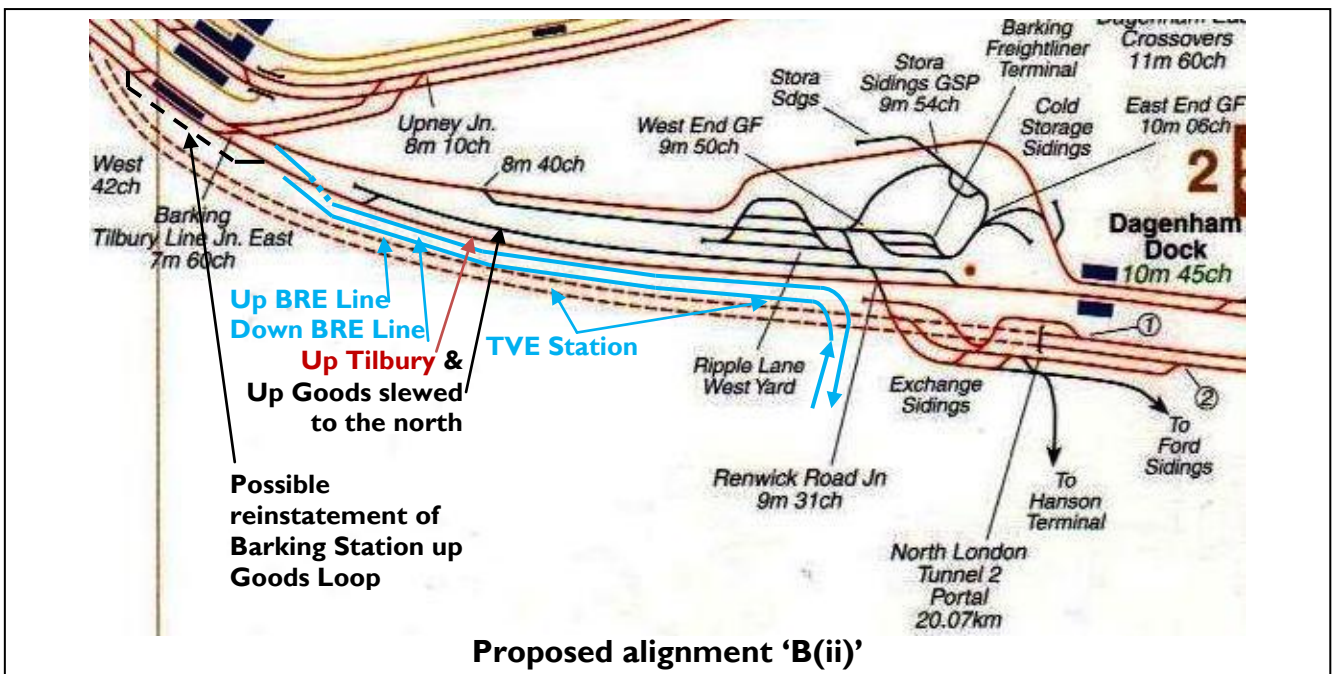 Dagenham East
Crossovers
11m 60ch
Barking
Freightliner
Terminal
Stora
Sidings GSP
9m 54ch
Stora
Sdgs
Cold
Storage
Sidings
East End GF
10m 06ch
West End GF
9m 50ch
Upney Jn.
8m 10ch
8m 40ch
2
West
42ch
Barking
Tilbury Line Jn. East
7m 60ch
Dagenham
Dock
10m 45ch
Up BRE Line
Down BRE Line
Up Tilbury &
Up Goods slewed
to the north
TVE Station
Ripple Lane
West Yard
Exchange
Sidings
1
2
To
Ford
Sidings
Possible
reinstatement of
Barking Station up
Goods Loop
Renwick Road Jn
9m 31ch
To
Hanson
Terminal
North London
Tunnel 2
Portal
20.07km
Proposed alignment ‘B(ii)’